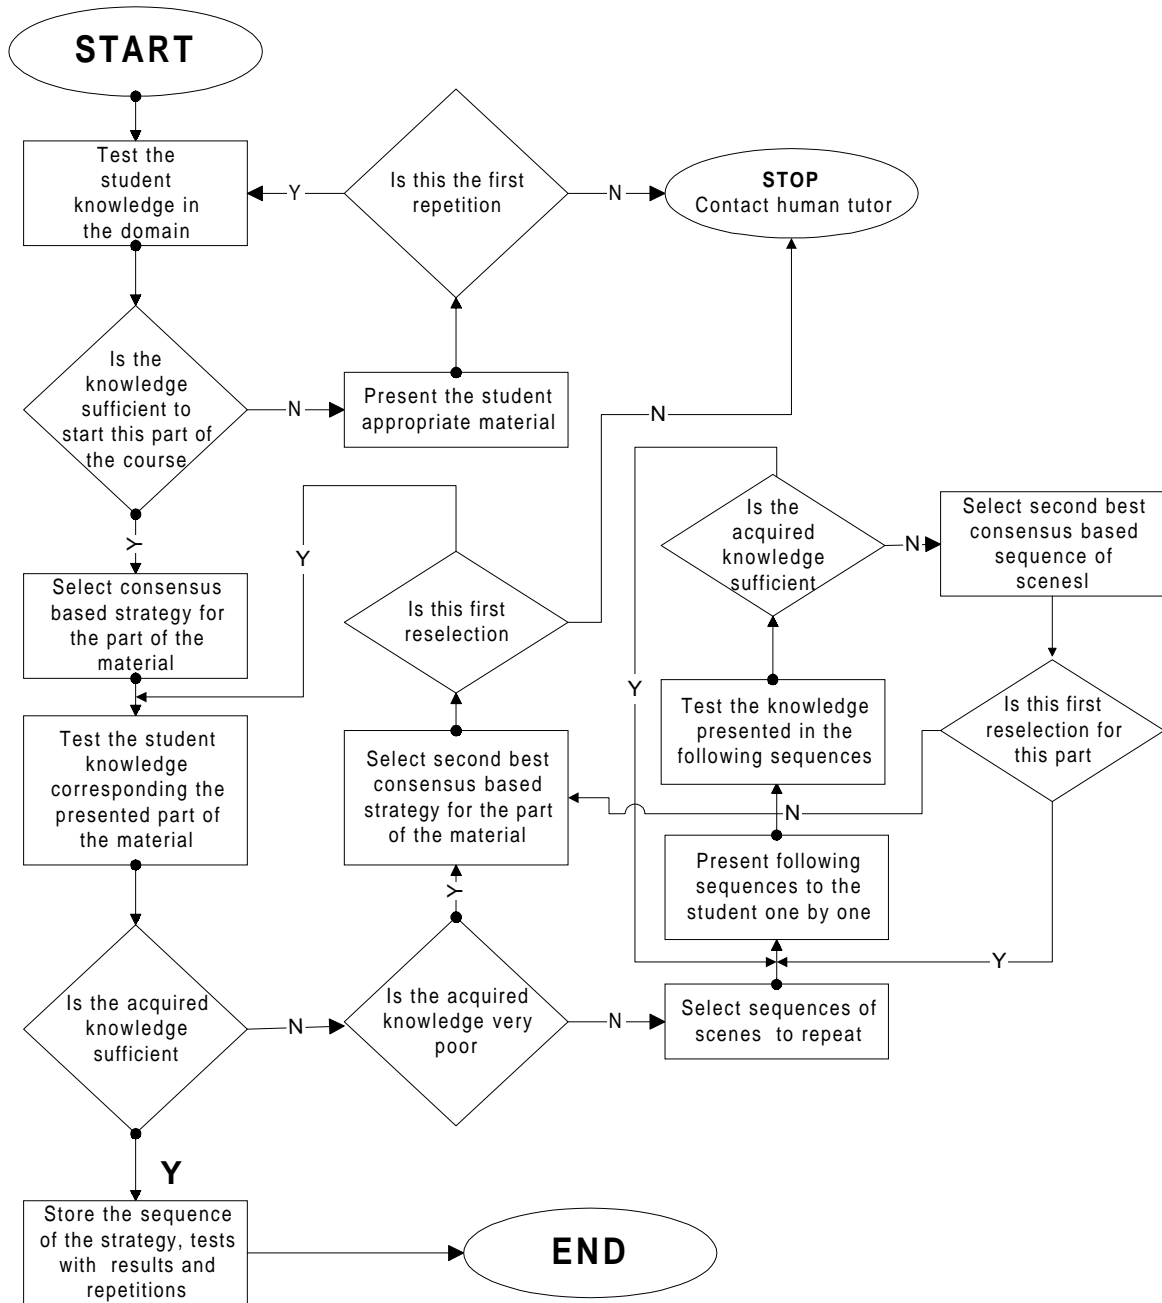 START
Test the
student
knowledge in
the domain
Y
Is this the first
repetition
N
STOP
Contact human tutor
Is the
knowledge
sufficient to
start this part of
the course
N
Present the student
appropriate material
N
Y
Select consensus
based strategy for
the part of the
material
Y
Is this first
reselection
Is the
acquired
knowledge
sufficient
N
Select second best
consensus based
sequence of
scenesl
Y
Test the student
knowledge
corresponding the
presented part of
the material
Select second best
consensus based
strategy for the part
of the material
Test the knowledge
presented in the
following sequences
Is this first
reselection for
this part
N
Present following
sequences to the
student one by one
Y
Y
Is the acquired
knowledge
sufficient
N
Is the acquired
knowledge very
poor
N
Select sequences of
scenes to repeat
Y
Store the sequence
of the strategy, tests
with results and
repetitions
END